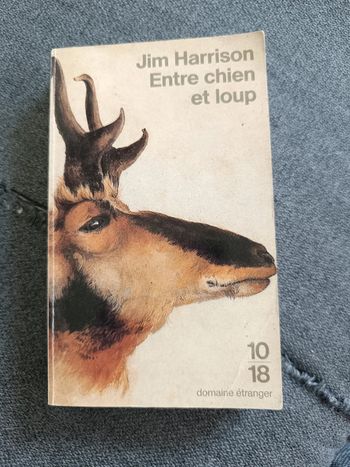 Jim Harrison
Entre chien
et loup
10
18
domaine étranger